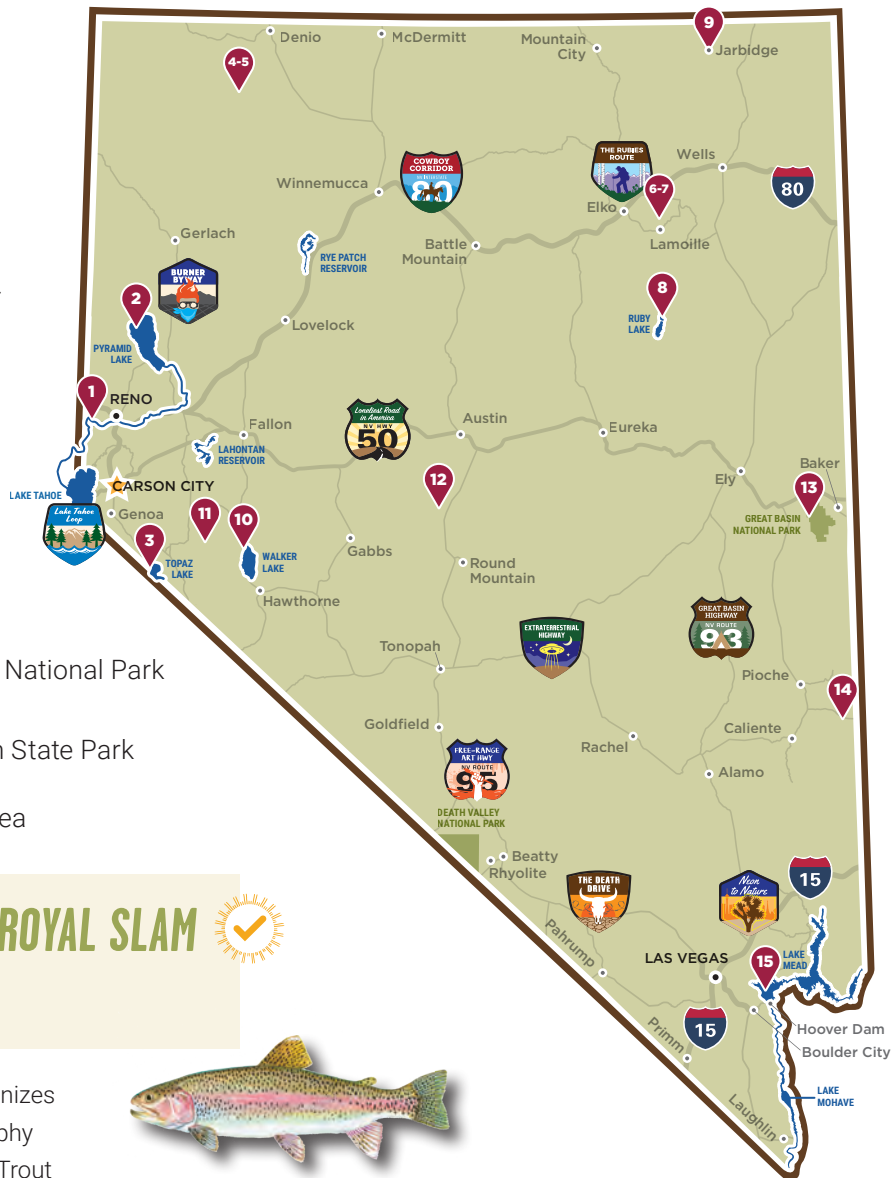 9
Denio
McDermitt
Mountain
City
Jarbidge
4-5
COWBOY
CORRIDOR
80
THE RUBIES
ROUTE
Wells
80
Winnemucca
6-7
Elko
Lamoille
Gerlach
Battle
Mountain
RYE PATCH
RESERVOIR
BURNER
BYWAY
8
2
RUBY
LAKE
Lovelock
PYRAMID
LAKE
1
RENO
Loneliest Road
in America
NV HWY
50
Fallon
Austin
Eureka
LAHONTAN
RESERVOIR
Ely
Baker
12
13
LAKE TAHOE
CARSON CITY
Lake Tahoe
Loop
Genoa
11
10
GREAT BASIN
NATIONAL PARK
3
TOPAZ
LAKE
WALKER
LAKE
Gabbs
Round
Mountain
Hawthorne
GREAT BASIN
HIGHWAY
NV ROUTE
93
EXTRATERRESTRIAL
HIGHWAY
Tonopah
National Park
Pioche
14
Goldfield
Caliente
Rachel
n State Park
FREE-RANGE
ART HWY
NV ROUTE
95
Alamo
DEATH VALLEY
NATIONAL PARK
ea
Beatty
Rhyolite
15
THE DEATH
DRIVE
Neon
to Nature
ROYAL SLAM
Pahrump
LAS VEGAS
15
LAKE
MEAD
Primm
15
Hoover Dam
Boulder City
LAKE
MOHAVE
Laughlin
nizes
phy
Trout